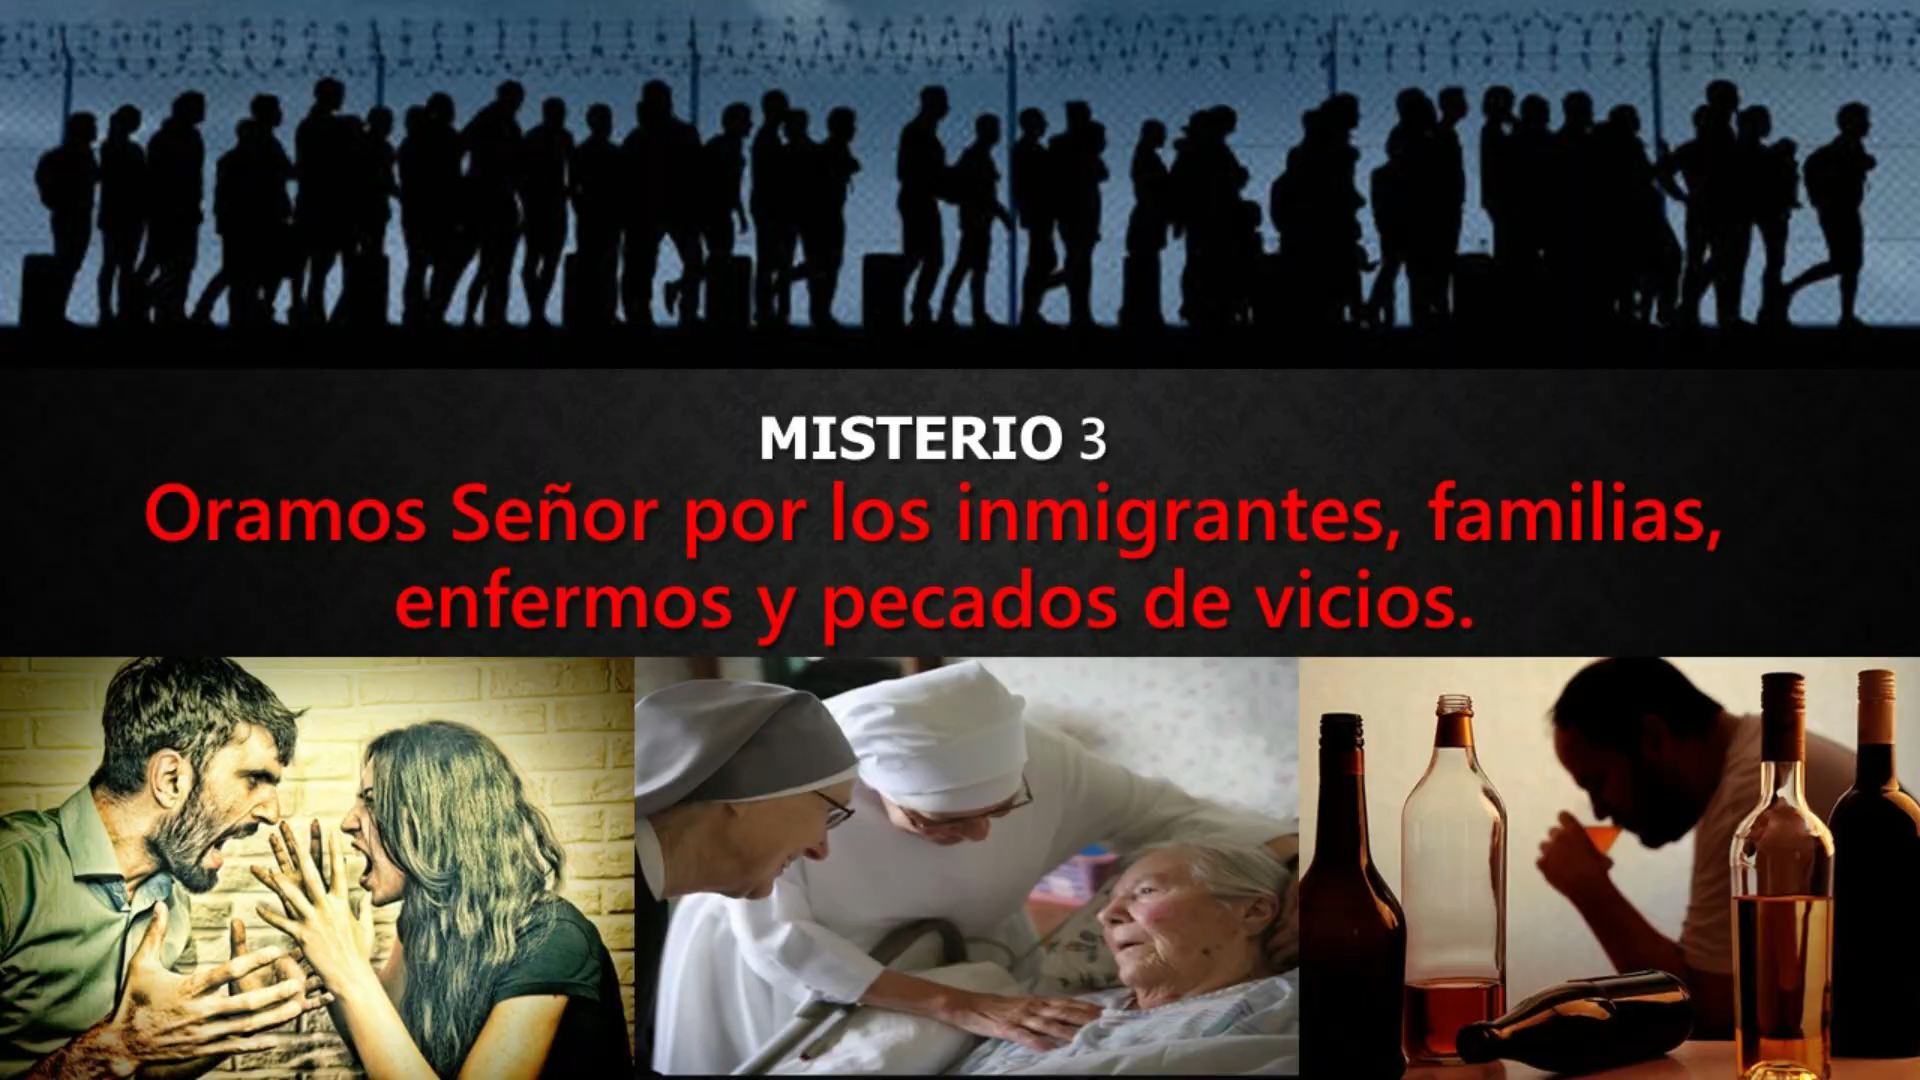 MISTERIO 3
Oramos Señor por los inmigrantes, familias,
enfermos y pecados de vicios.